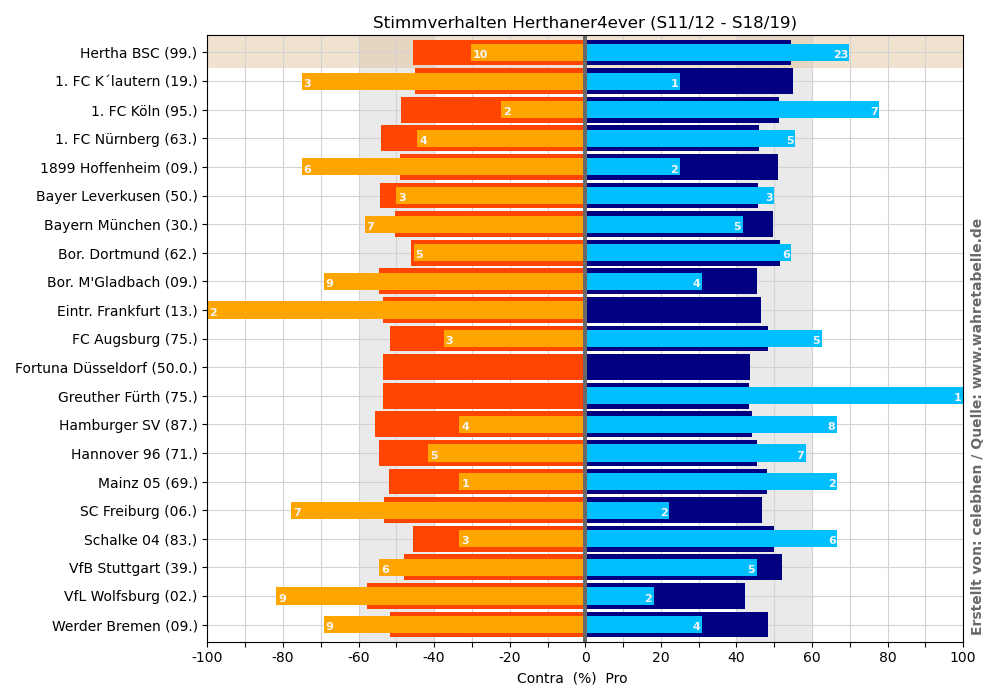 Stimmverhalten Herthaner4ever (S11/12 - S18/19)
Hertha BSC (99.) 10 23
1. FC K´lautern (19.) 3 1
1. FC Köln (95.) 2 7
1. FC Nürnberg (63.) 4 5
1899 Hoffenheim (09.) 6 2
Bayer Leverkusen (50.) 3 3
Bayern München (30.) 7 5
Bor. Dortmund (62.) 5 6
Bor. M'Gladbach (09.) 9 4
Eintr. Frankfurt (13.) 2
FC Augsburg (75.) 3 5
Fortuna Düsseldorf (50.0.)
Greuther Fürth (75.) 1
Hamburger SV (87.) 4 8
Hannover 96 (71.) 5 7
Mainz 05 (69.) 1 2
SC Freiburg (06.) 7 2
Schalke 04 (83.) 3 6
VfB Stuttgart (39.) 6 5
VfL Wolfsburg (02.) 9 2
Werder Bremen (09.) 9 4
-100 -80 -60 -40 -20 0 20 40 60 80 100
Contra (%) Pro
Erstellt von: celebhen / Quelle: www.wahretabelle.de